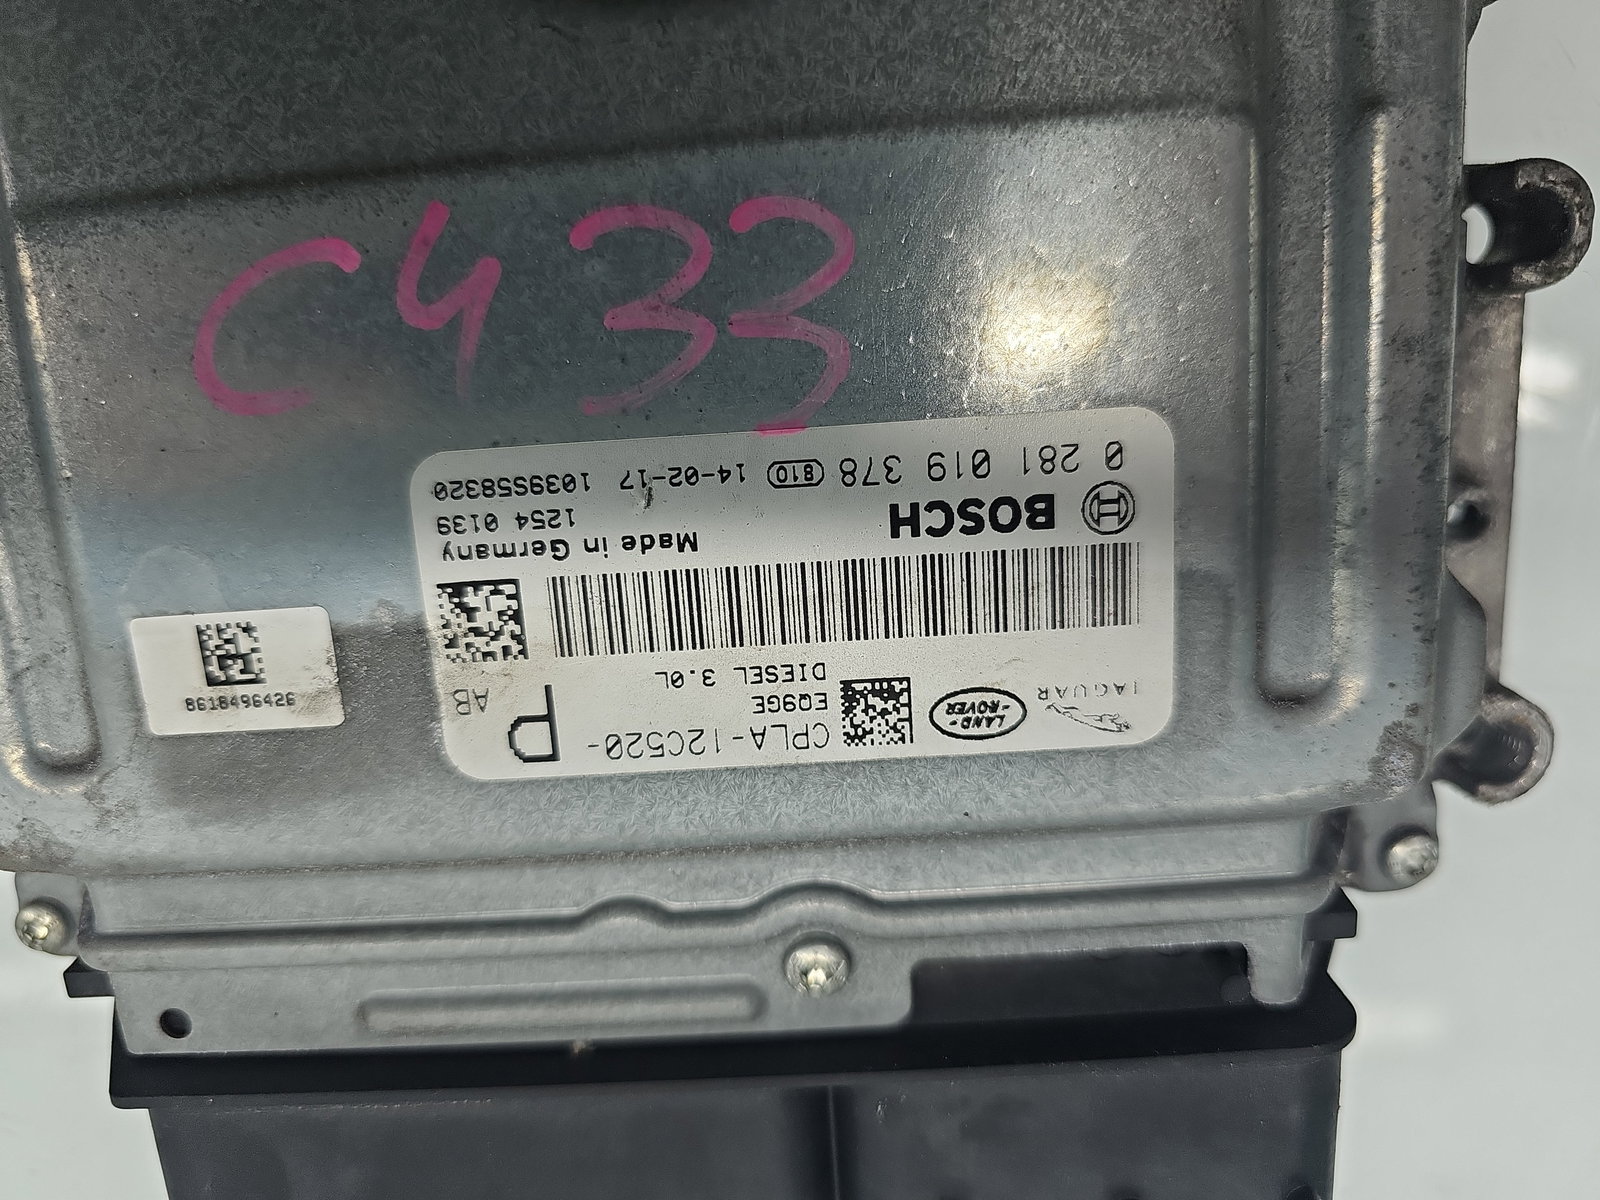 C433
JAGUAR
LAND-
-ROVER
CPLA-12C520-
EQ9GE
DIESEL 3.0L
P
AB
BOSCH
Made in Germany
1254 0139
0 281 019 378 810 14-02-17 1039S58320
8618496426